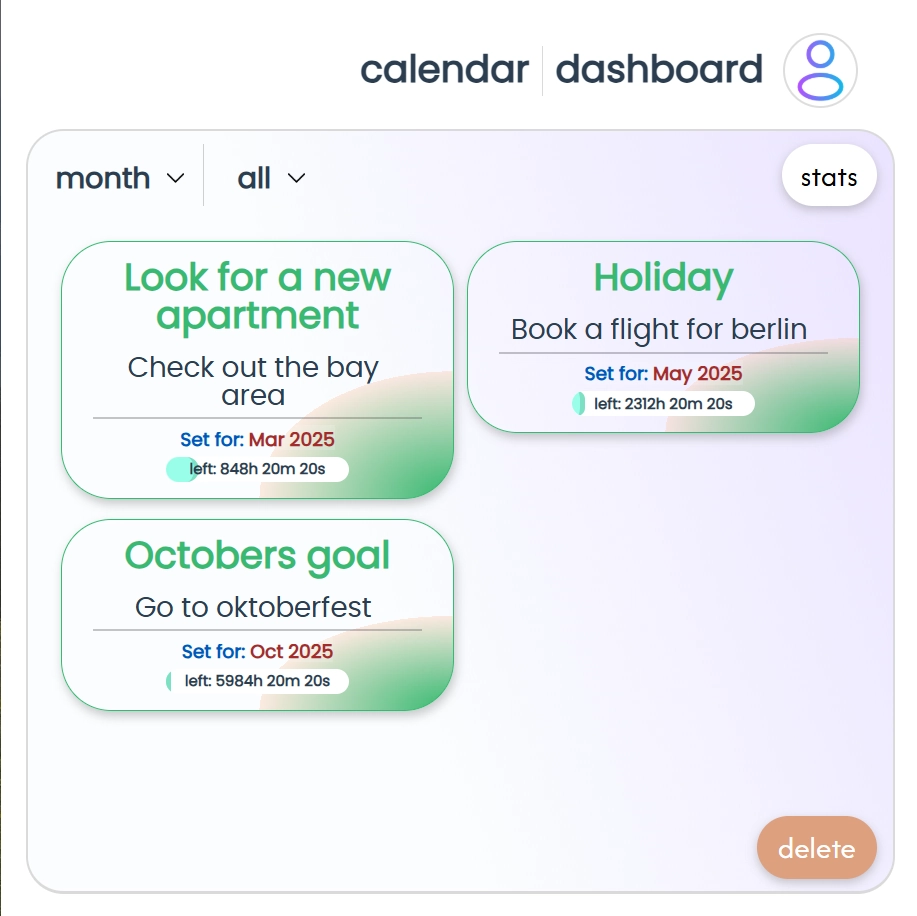 calendar
dashboard
month
all
stats
Look for a new
apartment
Check out the bay
area
Set for: Mar 2025
left: 848h 20m 20s
Holiday
Book a flight for berlin
Set for: May 2025
left: 2312h 20m 20s
Octobers goal
Go to oktoberfest
Set for: Oct 2025
left: 5984h 20m 20s
delete